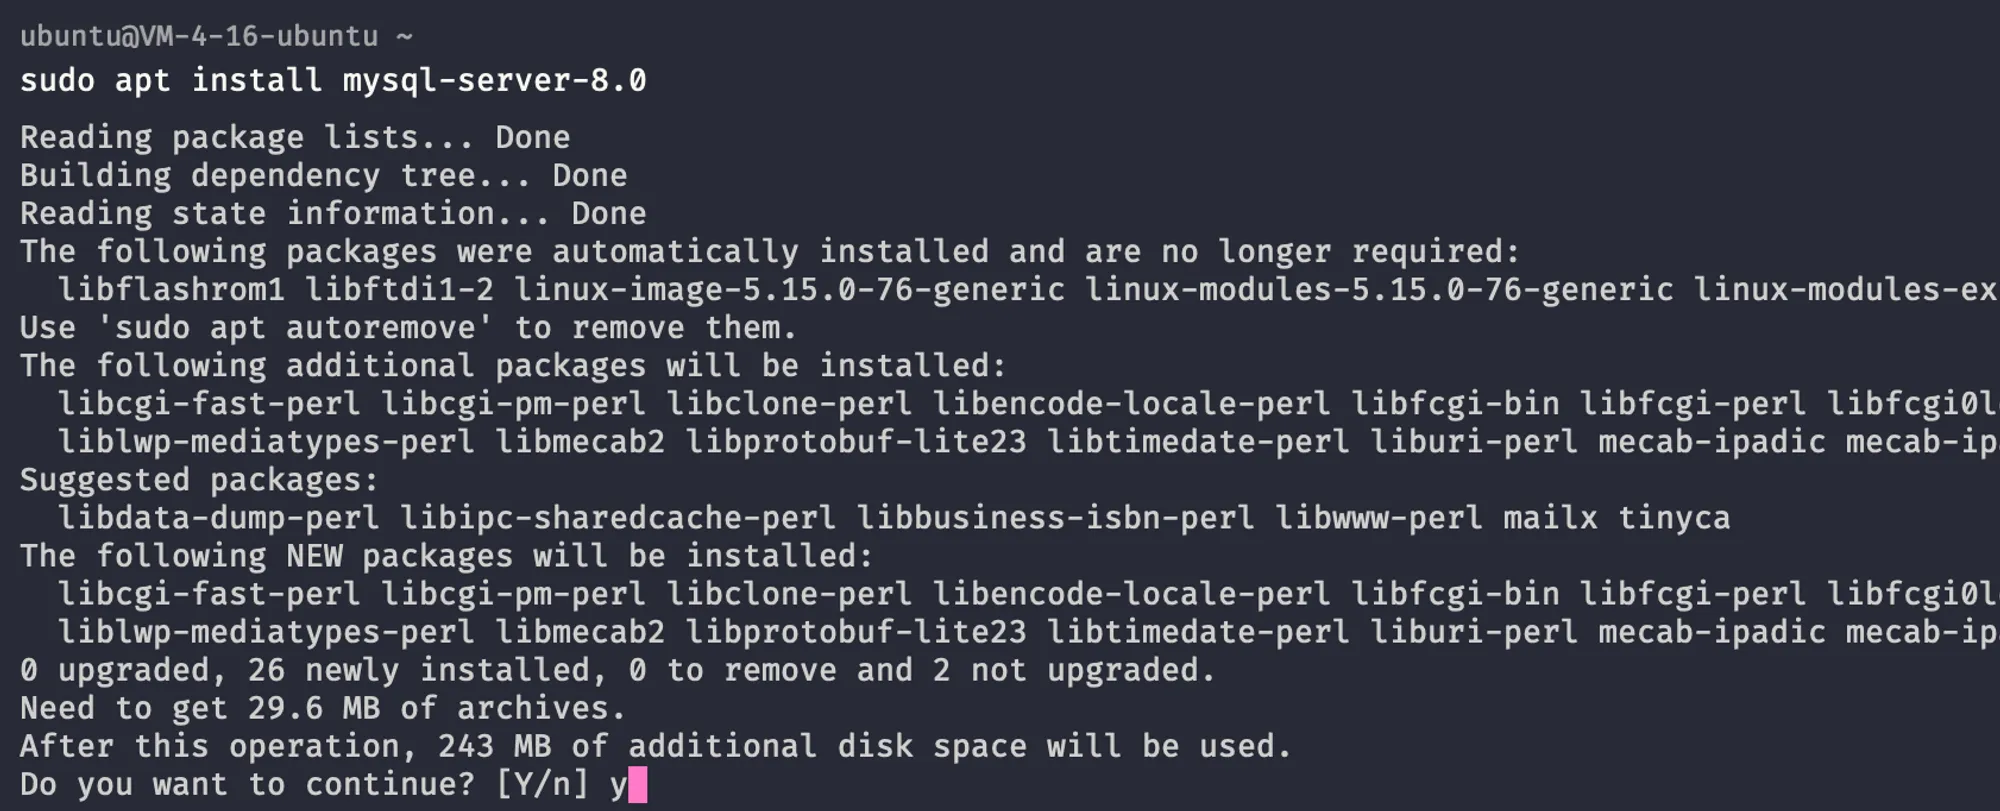 ubuntu@VM-4-16-ubuntu ~
sudo apt install mysql-server-8.0
Reading package lists... Done
Building dependency tree... Done
Reading state information... Done
The following packages were automatically installed and are no longer required:
libflashrom1 libftdi1-2 linux-image-5.15.0-76-generic linux-modules-5.15.0-76-generic linux-modules-ex
Use 'sudo apt autoremove' to remove them.
The following additional packages will be installed:
libcgi-fast-perl libcgi-pm-perl libclone-perl libencode-locale-perl libfcgi-bin libfcgi-perl libfcgi0l
liblwp-mediatypes-perl libmecab2 libprotobuf-lite23 libtimedate-perl liburi-perl mecab-ipadic mecab-ip
Suggested packages:
libdata-dump-perl libipc-sharedcache-perl libbusiness-isbn-perl libwww-perl mailx tinyca
The following NEW packages will be installed:
libcgi-fast-perl libcgi-pm-perl libclone-perl libencode-locale-perl libfcgi-bin libfcgi-perl libfcgi0l
liblwp-mediatypes-perl libmecab2 libprotobuf-lite23 libtimedate-perl liburi-perl mecab-ipadic mecab-ip
0 upgraded, 26 newly installed, 0 to remove and 2 not upgraded.
Need to get 29.6 MB of archives.
After this operation, 243 MB of additional disk space will be used.
Do you want to continue? [Y/n] y